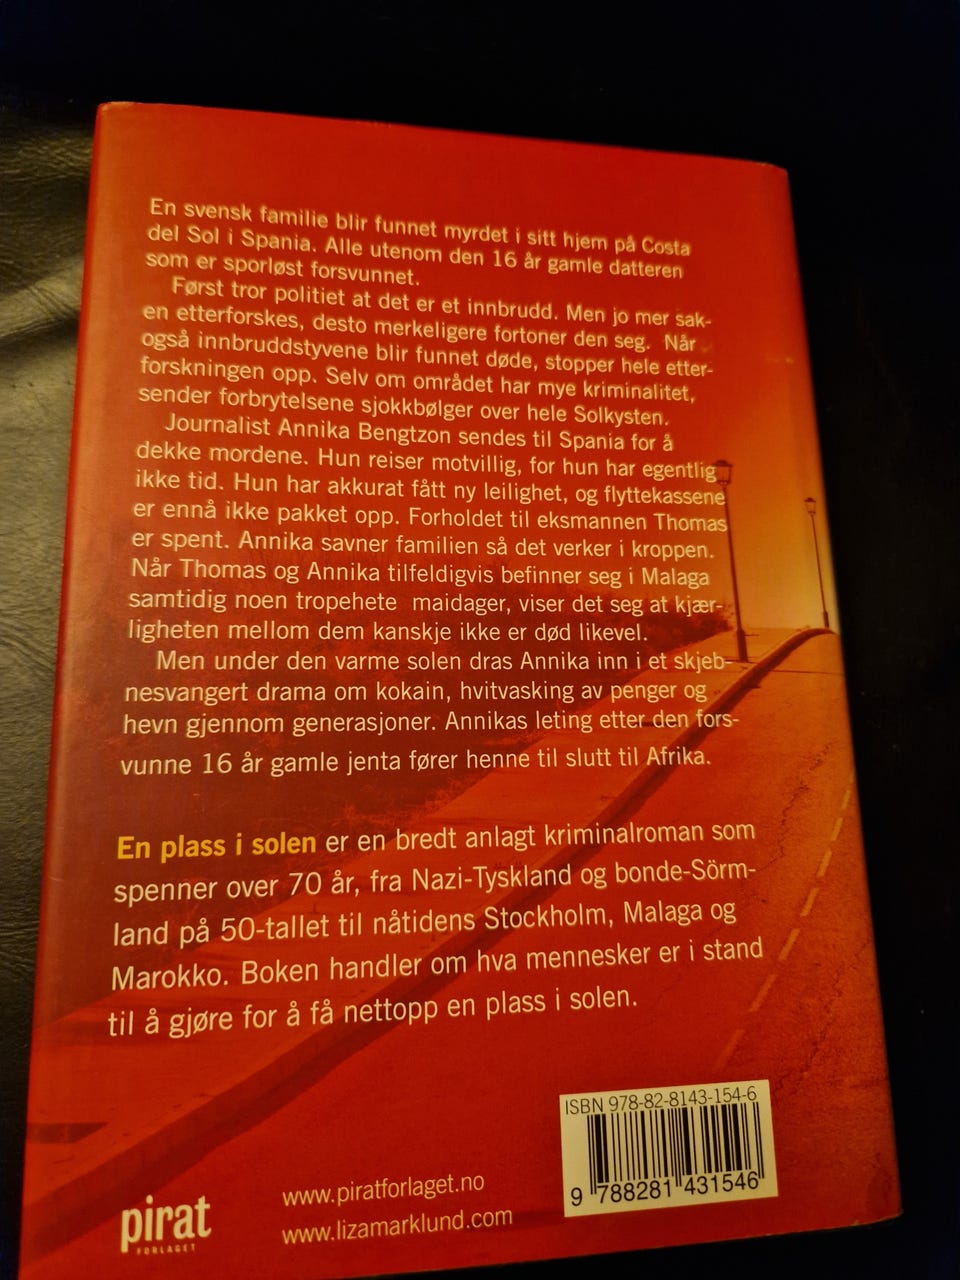 En svensk familie blir funnet myrdet i sitt hjem på Costa
del Sol i Spania. Alle utenom den 16 år gamle datteren
som er sporløst forsvunnet.
Først tror politiet at det er et innbrudd. Men jo mer sak-
en etterforskes, desto merkeligere fortoner den seg. Når
også innbruddstyvene blir funnet døde, stopper hele etter-
forskningen opp. Selv om området har mye kriminalitet,
sender forbrytelsene sjokkbølger over hele Solkysten.
Journalist Annika Bengtzon sendes til Spania for å
dekke mordene. Hun reiser motvillig, for hun har egentlig
ikke tid. Hun har akkurat fått ny leilighet, og flyttekassene
er ennå ikke pakket opp. Forholdet til eksmannen Thomas
er spent. Annika savner familien så det verker i kroppen.
Når Thomas og Annika tilfeldigvis befinner seg i Malaga
samtidig noen tropehete maidager, viser det seg at kjær-
ligheten mellom dem kanskje ikke er død likevel.
Men under den varme solen dras Annika inn i et skjeb-
nesvangert drama om kokain, hvitvasking av penger og
hevn gjennom generasjoner. Annikas leting etter den fors-
vunne 16 år gamle jenta fører henne til slutt til Afrika.
En plass i solen er en bredt anlagt kriminalroman som
spenner over 70 år, fra Nazi-Tyskland og bonde-Sörm-
land på 50-tallet til nåtidens Stockholm, Malaga og
Marokko. Boken handler om hva mennesker er i stand
til å gjøre for å få nettopp en plass i solen.
ISBN 978-82-8143-154-6
9 788281 431546
pirat
FORLAGET
www.piratforlaget.no
www.lizamarklund.com